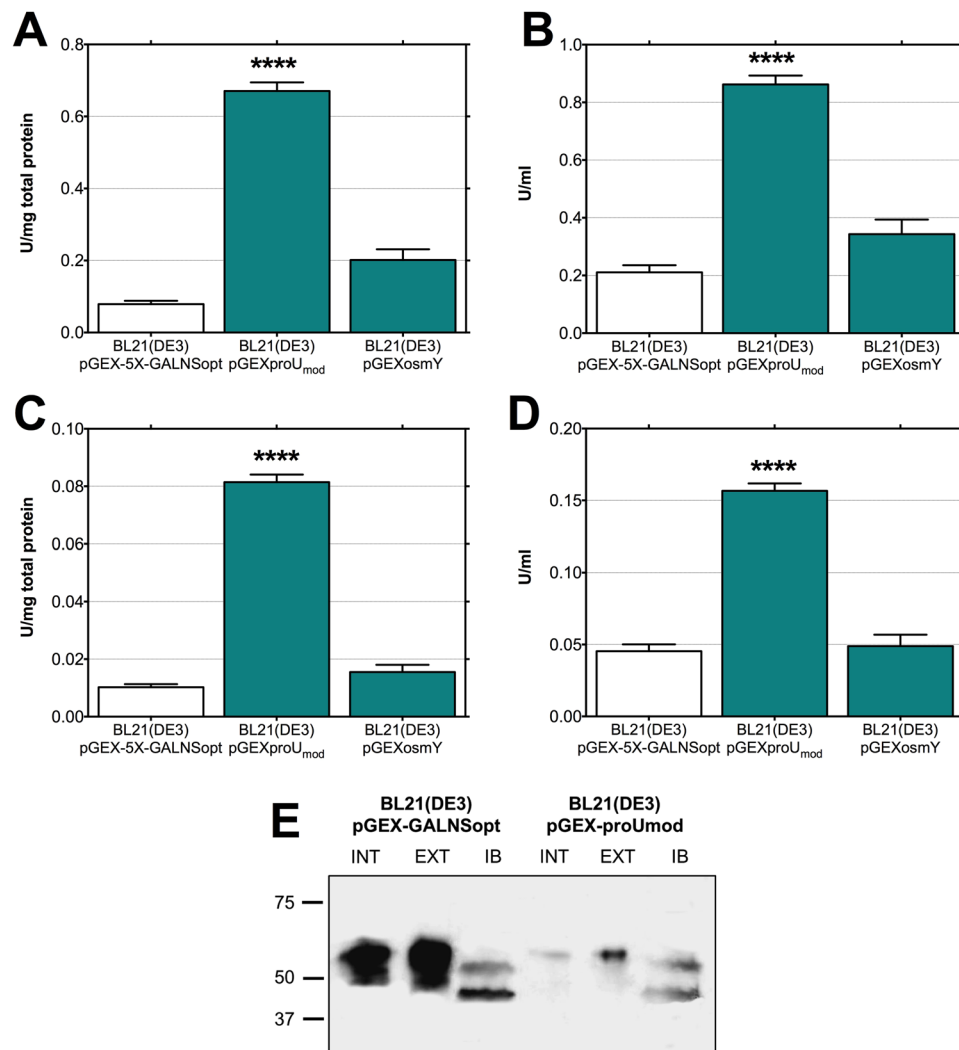 A
U/mg total protein
0.8
0.6
0.4
0.2
0.0
****
BL21(DE3) BL21(DE3) BL21(DE3)
pGEX-5X-GALNSopt pGEXproUmod pGEXosmY
B
U/ml
1.0
0.8
0.6
0.4
0.2
0.0
****
BL21(DE3) BL21(DE3) BL21(DE3)
pGEX-5X-GALNSopt pGEXproUmod pGEXosmY
C
U/mg total protein
0.10
0.08
0.06
0.04
0.02
0.00
****
BL21(DE3) BL21(DE3) BL21(DE3)
pGEX-5X-GALNSopt pGEXproUmod pGEXosmY
D
U/ml
0.20
0.15
0.10
0.05
0.00
****
BL21(DE3) BL21(DE3) BL21(DE3)
pGEX-5X-GALNSopt pGEXproUmod pGEXosmY
E
BL21(DE3) BL21(DE3)
pGEX-GALNSopt pGEX-proUmod
INT EXT IB INT EXT IB
75
50
37